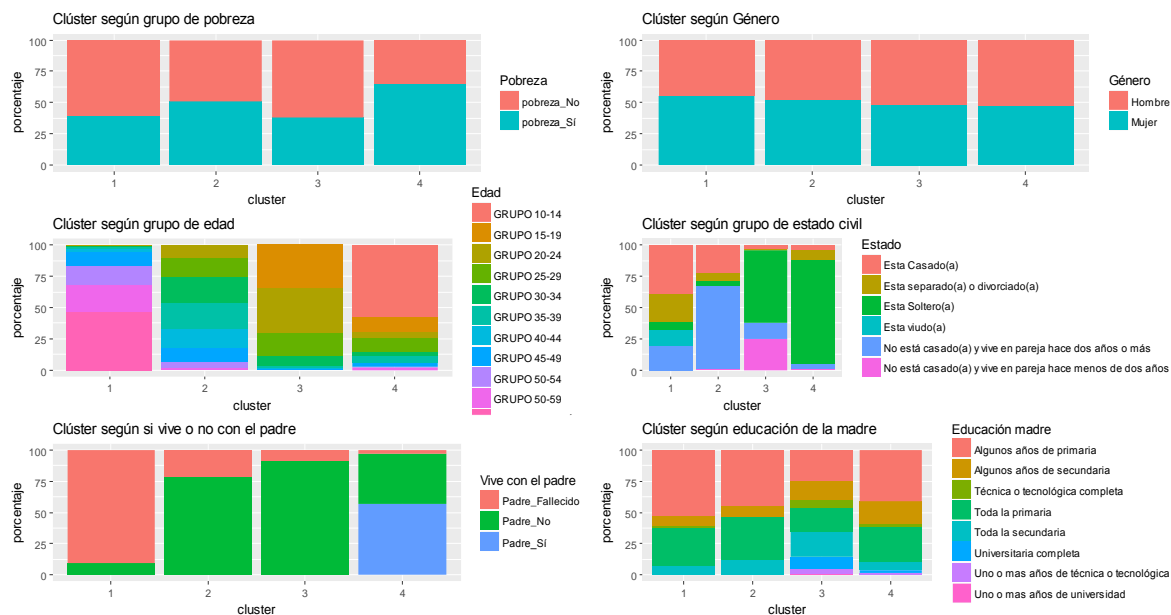 Clúster según grupo de pobreza
porcentaje
100
75
50
25
0
1 2 3 4
cluster
Pobreza
pobreza_No
pobreza_Sí
Clúster según Género
porcentaje
100
75
50
25
0
1 2 3 4
cluster
Género
Hombre
Mujer
Clúster según grupo de edad
porcentaje
100
75
50
25
0
1 2 3 4
cluster
Edad
GRUPO 10-14
GRUPO 15-19
GRUPO 20-24
GRUPO 25-29
GRUPO 30-34
GRUPO 35-39
GRUPO 40-44
GRUPO 45-49
GRUPO 50-54
GRUPO 50-59
Clúster según grupo de estado civil
porcentaje
100
75
50
25
0
1 2 3 4
cluster
Estado
Esta Casado(a)
Esta separado(a) o divorciado(a)
Esta Soltero(a)
Esta viudo(a)
No está casado(a) y vive en pareja hace dos años o más
No está casado(a) y vive en pareja hace menos de dos años
Clúster según si vive o no con el padre
porcentaje
100
75
50
25
0
1 2 3 4
cluster
Vive con el padre
Padre_Fallecido
Padre_No
Padre_Sí
Clúster según educación de la madre
porcentaje
100
75
50
25
0
1 2 3 4
cluster
Educación madre
Algunos años de primaria
Algunos años de secundaria
Técnica o tecnológica completa
Toda la primaria
Toda la secundaria
Universitaria completa
Uno o mas años de técnica o tecnológica
Uno o mas años de universidad